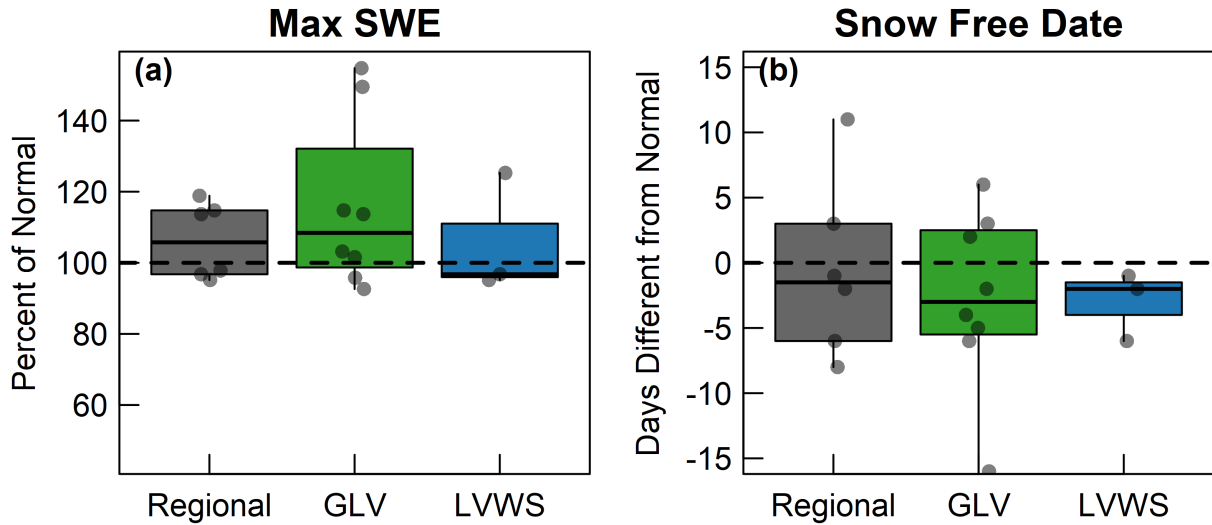 Max SWE
(a)
Percent of Normal
140
120
100
80
60
Regional GLV LVWS
Snow Free Date
(b)
Days Different from Normal
15
10
5
0
-5
-10
-15
Regional GLV LVWS